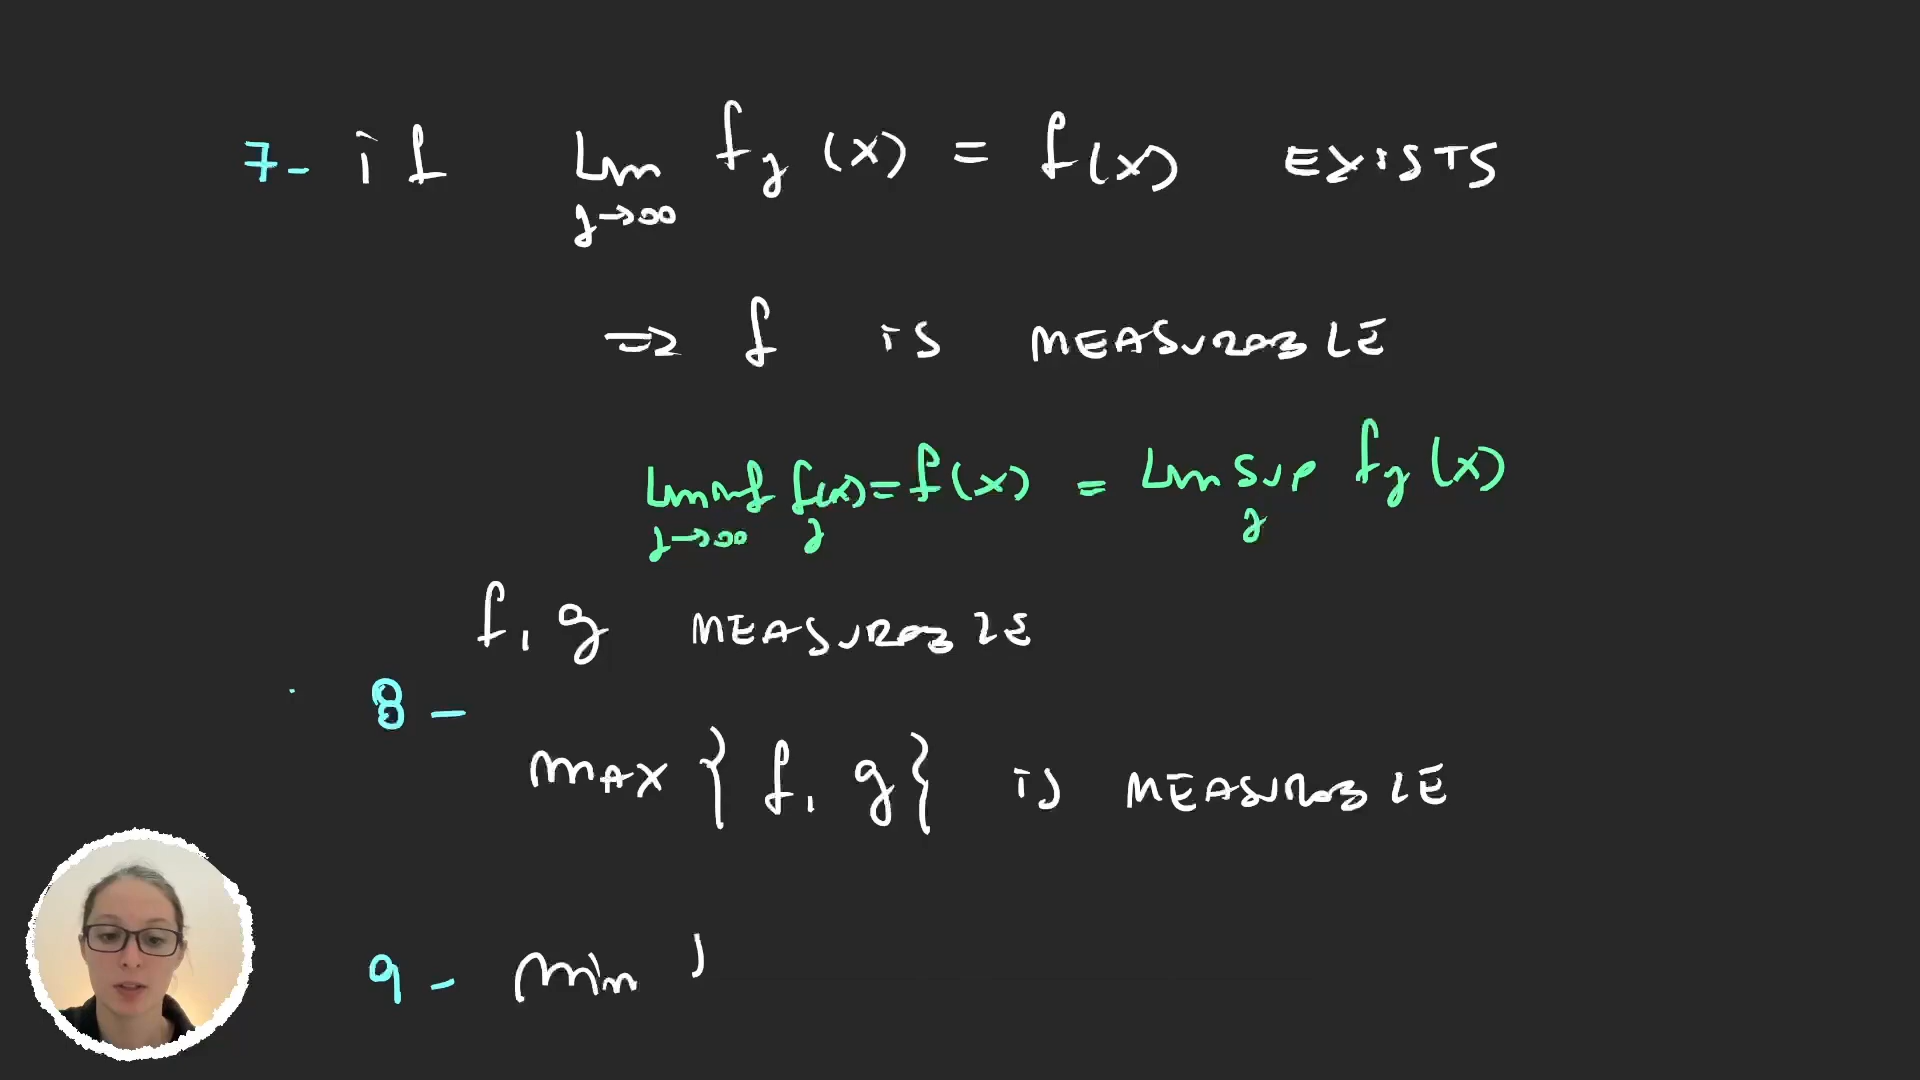 7- if lim f_j (x) = f(x) EXISTS
j→∞
=> f is MEASURABLE
liminf f_j(x) = f(x) = limsup f_j (x)
j→∞ j
f, g MEASURABLE
8 -
max { f, g } is MEASURABLE
9 - min